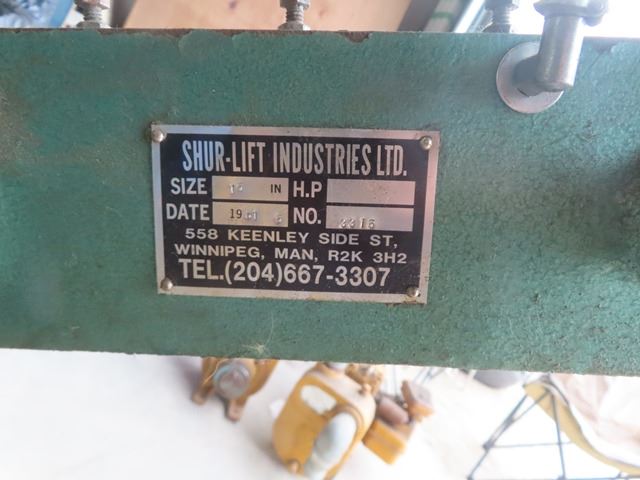 SHUR-LIFT INDUSTRIES LTD.
SIZE IN H.P
DATE NO. 3316
558 KEENLEY SIDE ST,
WINNIPEG, MAN, R2K 3H2
TEL.(204)667-3307